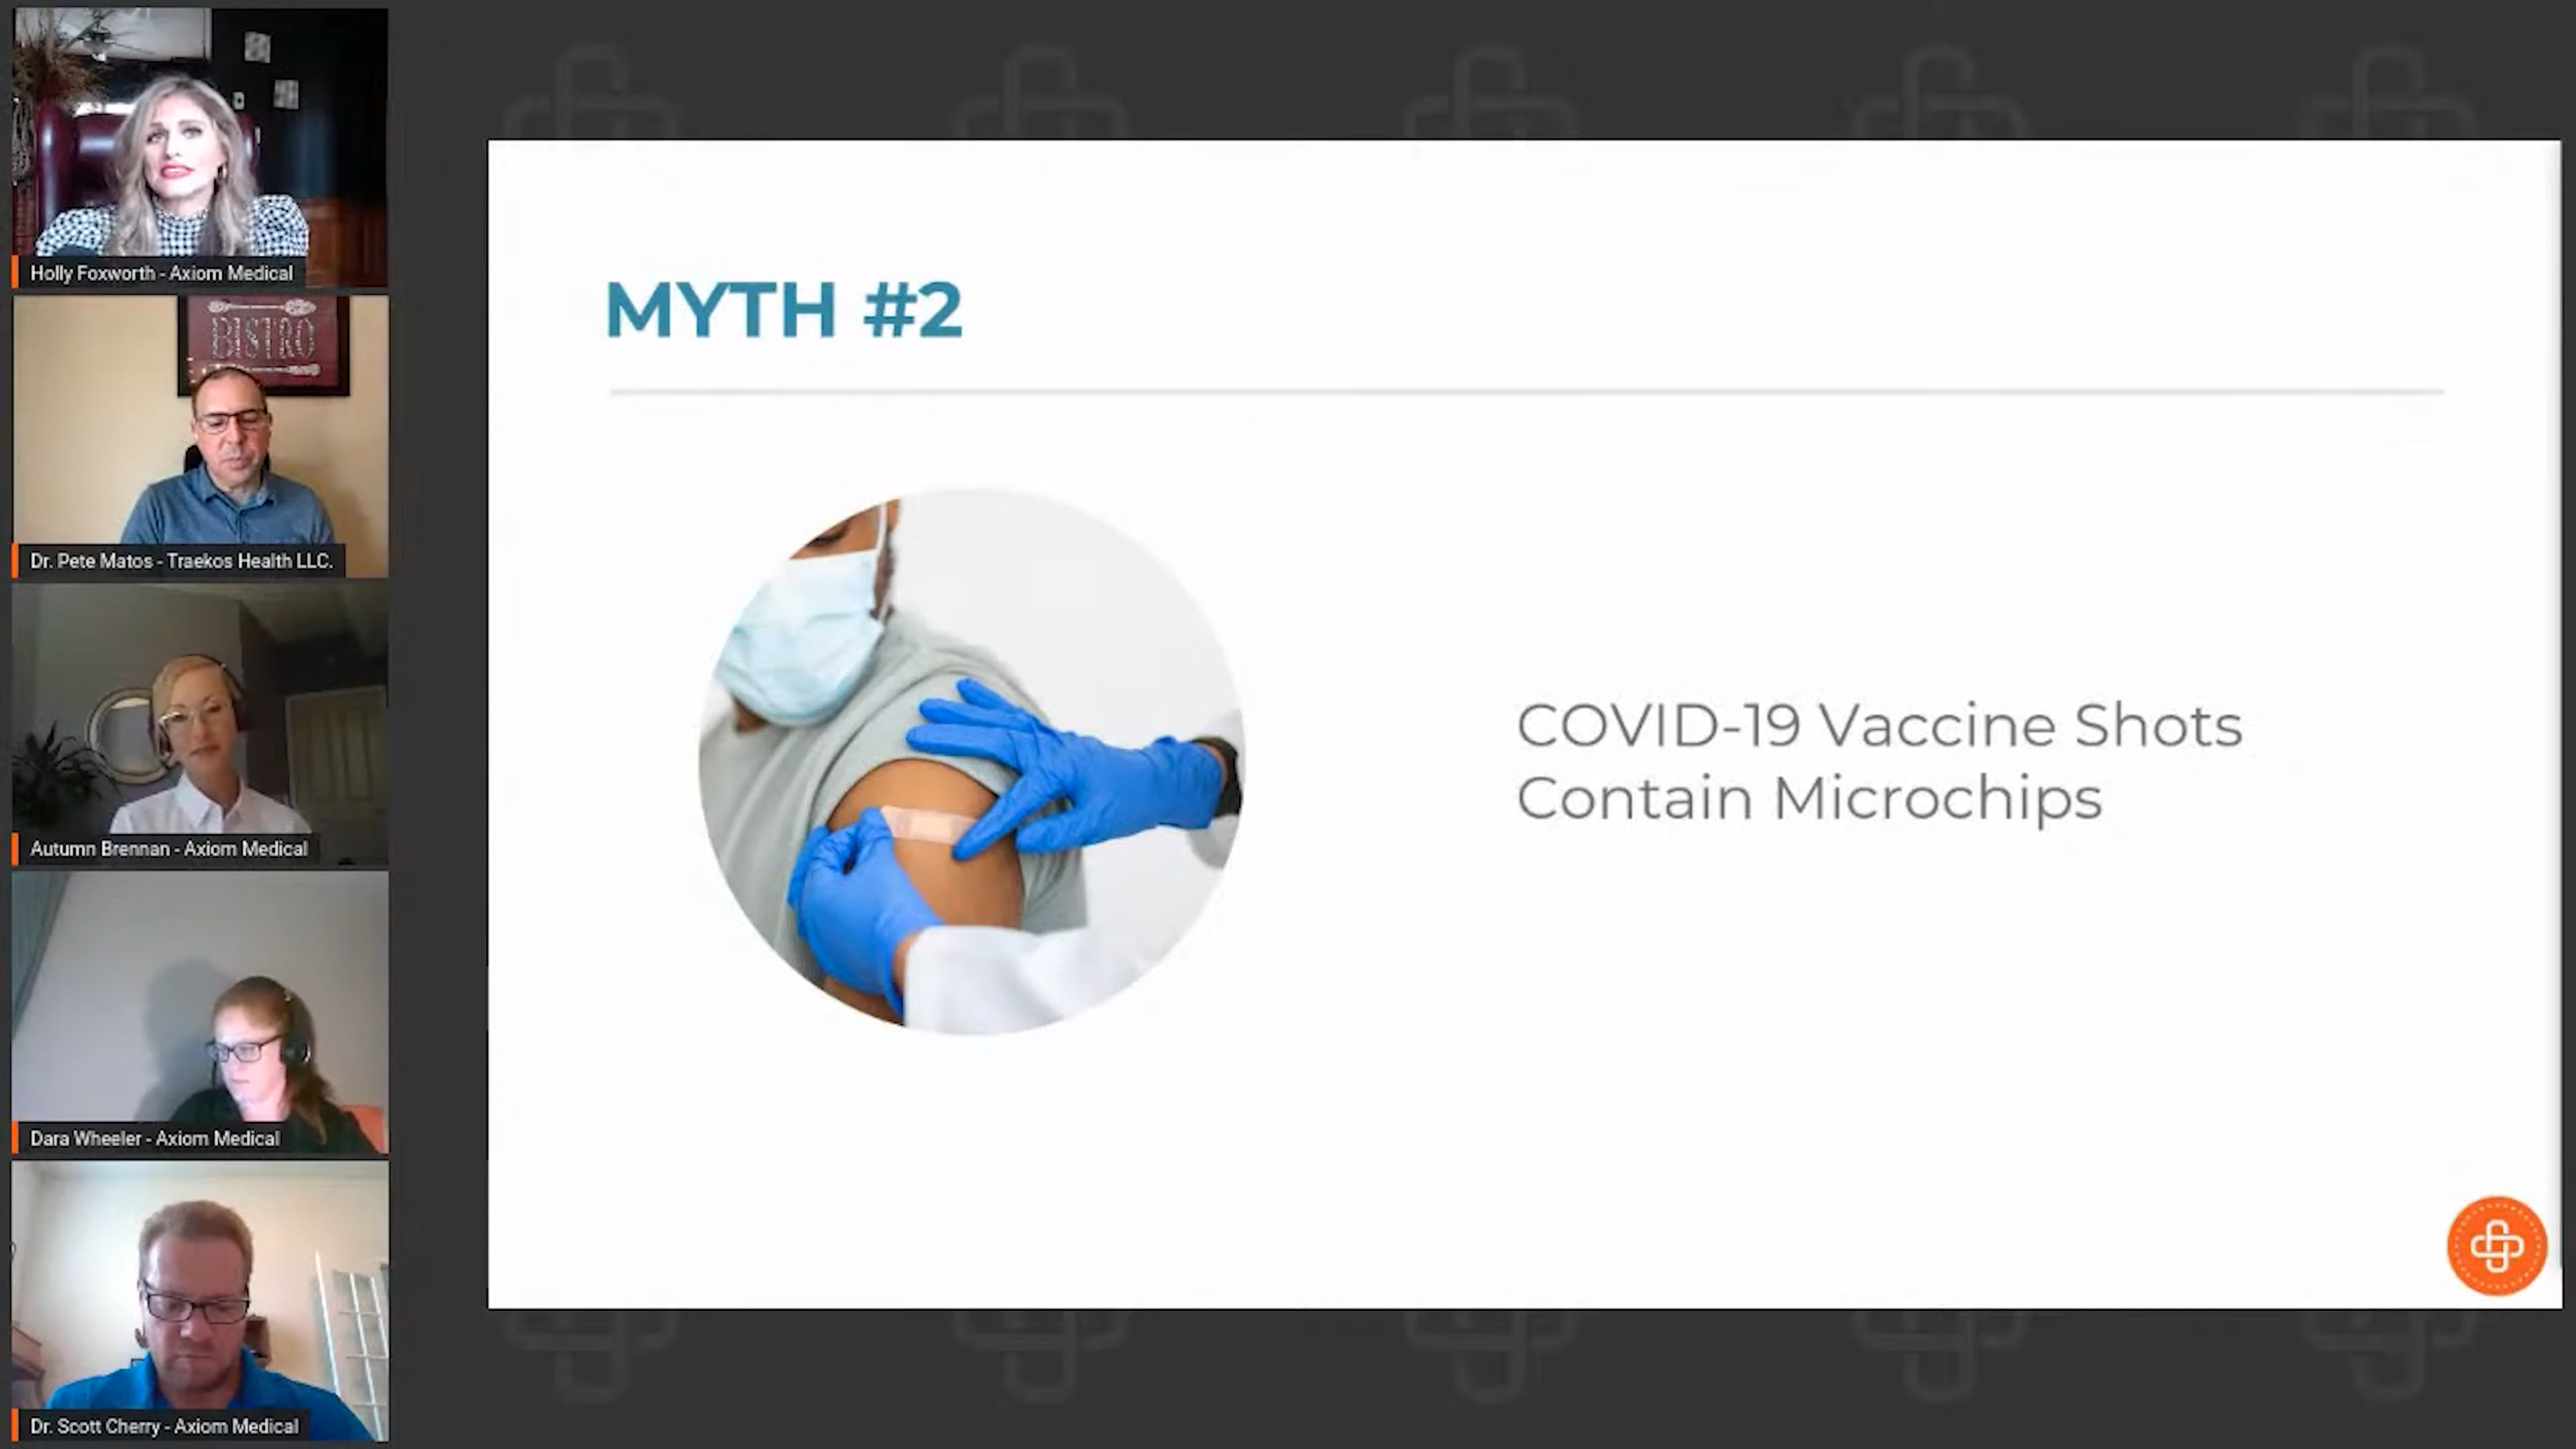 Holly Foxworth - Axiom Medical
BISTRO
Dr. Pete Matos - Traekos Health LLC.
Autumn Brennan - Axiom Medical
Dara Wheeler - Axiom Medical
Dr. Scott Cherry - Axiom Medical
MYTH #2
COVID-19 Vaccine Shots
Contain Microchips